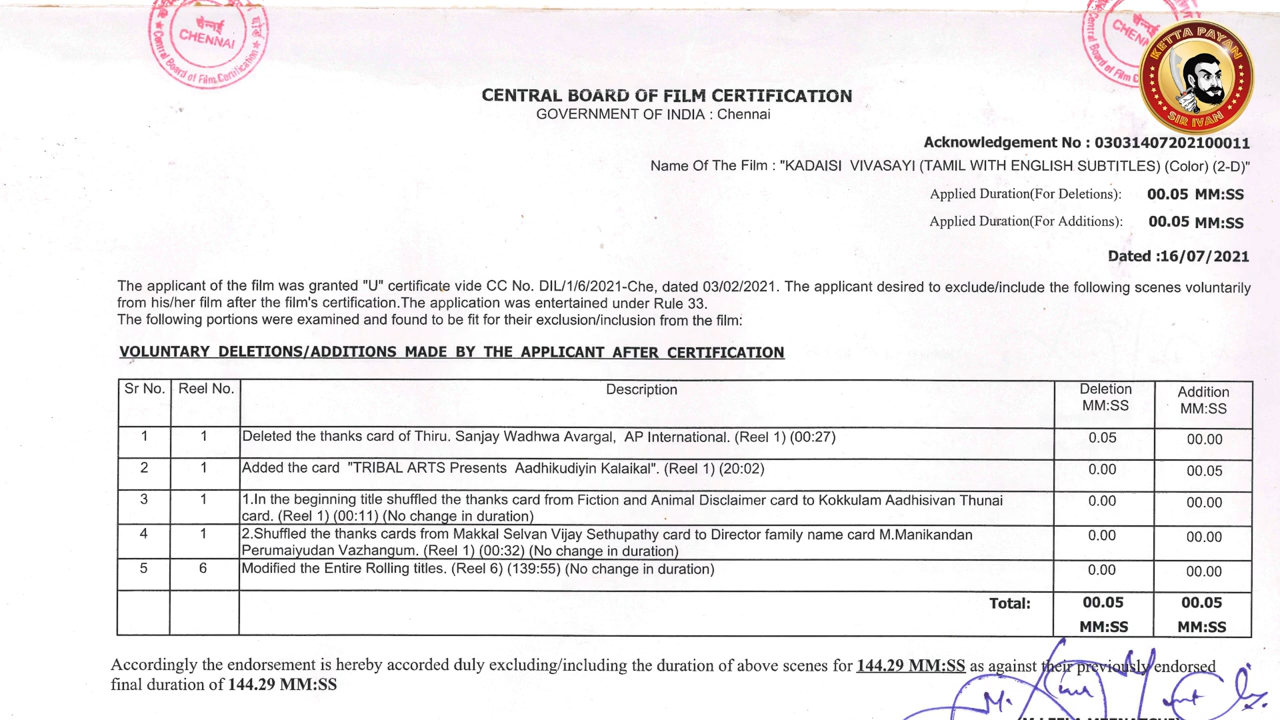 चेन्नई
CHENNAI
Central Board of Film Certification
चेन्नई
KETTA PAYAN
SIR IVAN
CENTRAL BOARD OF FILM CERTIFICATION
GOVERNMENT OF INDIA : Chennai
Acknowledgement No : 03031407202100011
Name Of The Film : "KADAISI VIVASAYI (TAMIL WITH ENGLISH SUBTITLES) (Color) (2-D)"
Applied Duration(For Deletions): 00.05 MM:SS
Applied Duration(For Additions): 00.05 MM:SS
Dated :16/07/2021
The applicant of the film was granted "U" certificate vide CC No. DIL/1/6/2021-Che, dated 03/02/2021. The applicant desired to exclude/include the following scenes voluntarily
from his/her film after the film's certification.The application was entertained under Rule 33.
The following portions were examined and found to be fit for their exclusion/inclusion from the film:
VOLUNTARY DELETIONS/ADDITIONS MADE BY THE APPLICANT AFTER CERTIFICATION
Sr No. Reel No. Description Deletion MM:SS Addition MM:SS
1 1 Deleted the thanks card of Thiru. Sanjay Wadhwa Avargal, AP International. (Reel 1) (00:27) 0.05 00.00
2 1 Added the card "TRIBAL ARTS Presents Aadhikudiyin Kalaikal". (Reel 1) (20:02) 0.00 00.05
3 1 1.In the beginning title shuffled the thanks card from Fiction and Animal Disclaimer card to Kokkulam Aadhisivan Thunai 0.00 00.00
card. (Reel 1) (00:11) (No change in duration)
4 1 2.Shuffled the thanks cards from Makkal Selvan Vijay Sethupathy card to Director family name card M.Manikandan 0.00 00.00
Perumaiyudan Vazhangum. (Reel 1) (00:32) (No change in duration)
5 6 Modified the Entire Rolling titles. (Reel 6) (139:55) (No change in duration) 0.00 00.00
Total: 00.05 00.05
MM:SS MM:SS
Accordingly the endorsement is hereby accorded duly excluding/including the duration of above scenes for 144.29 MM:SS as against their previously endorsed
final duration of 144.29 MM:SS